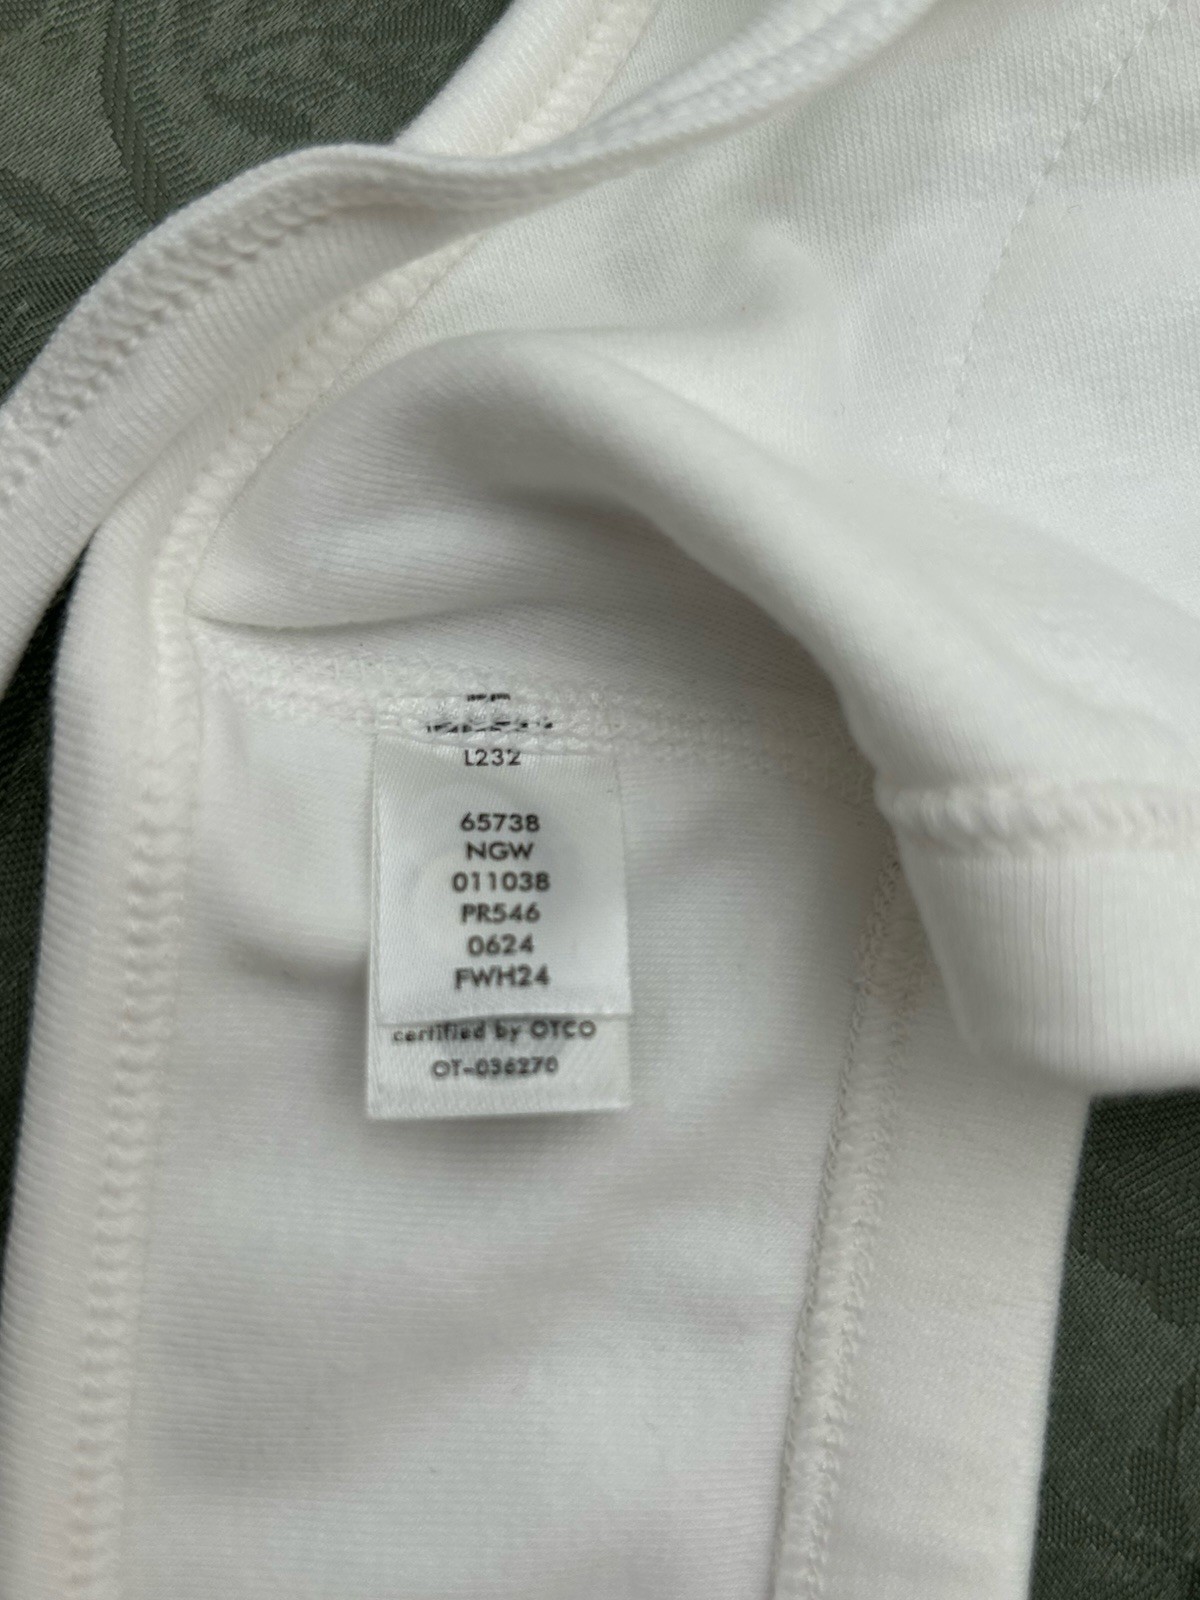 L232
65738
NGW
011038
PR546
0624
FWH24
certified by OTCO
OT-036270